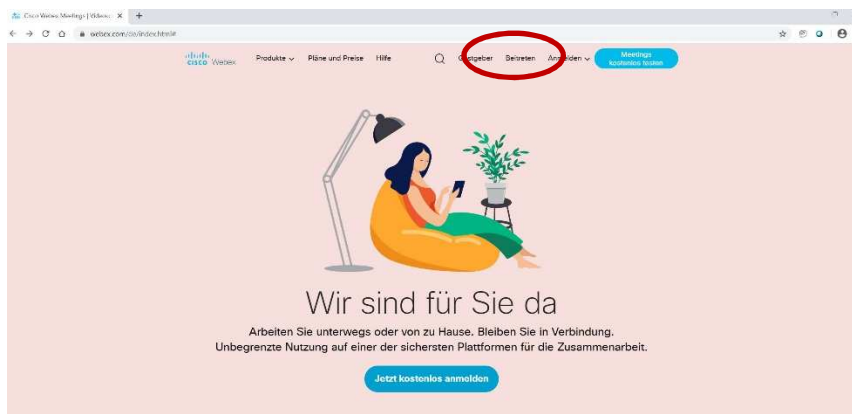 Cisco Webex Meetings | Videoc
webex.com/de/index.html#
cisco Webex Produkte Pläne und Preise Hilfe Gastgeber Beitreten Anmelden Meetings
kostenlos testen
Wir sind für Sie da
Arbeiten Sie unterwegs oder von zu Hause. Bleiben Sie in Verbindung.
Unbegrenzte Nutzung auf einer der sichersten Plattformen für die Zusammenarbeit.
Jetzt kostenlos anmelden